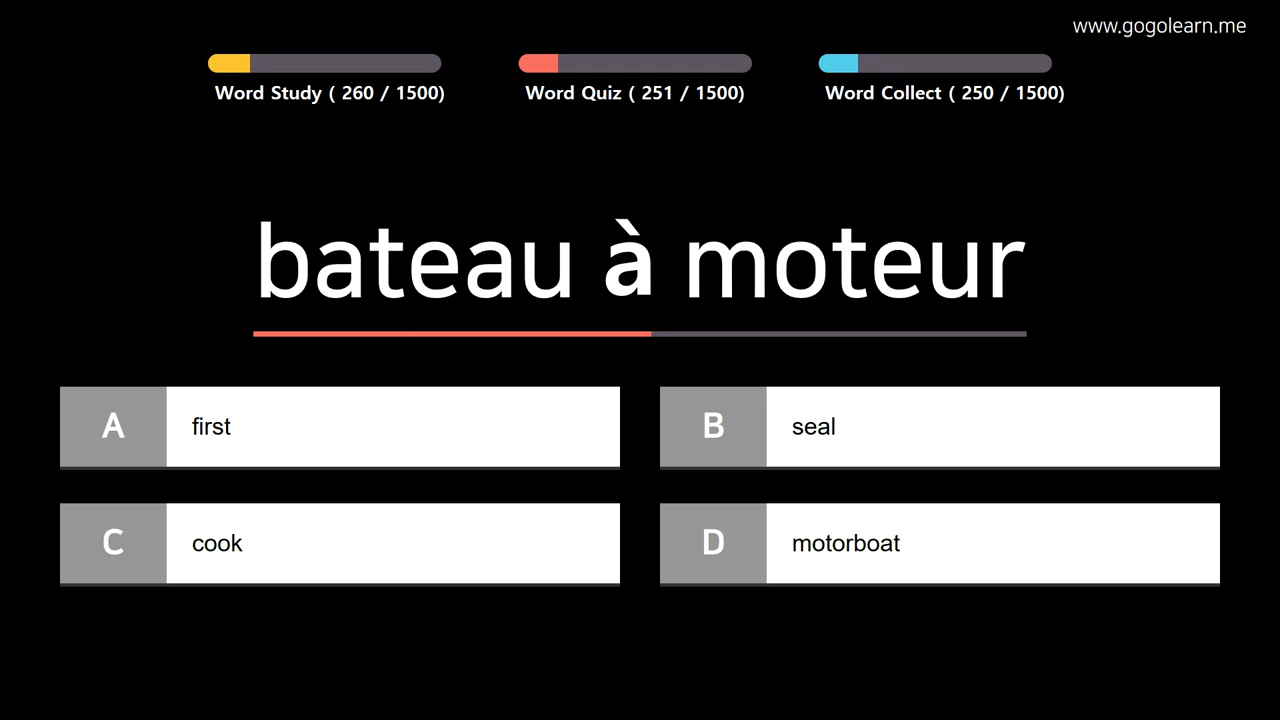 www.gogolearn.me
Word Study ( 260 / 1500)
Word Quiz ( 251 / 1500)
Word Collect ( 250 / 1500)
bateau à moteur
A first
B seal
C cook
D motorboat